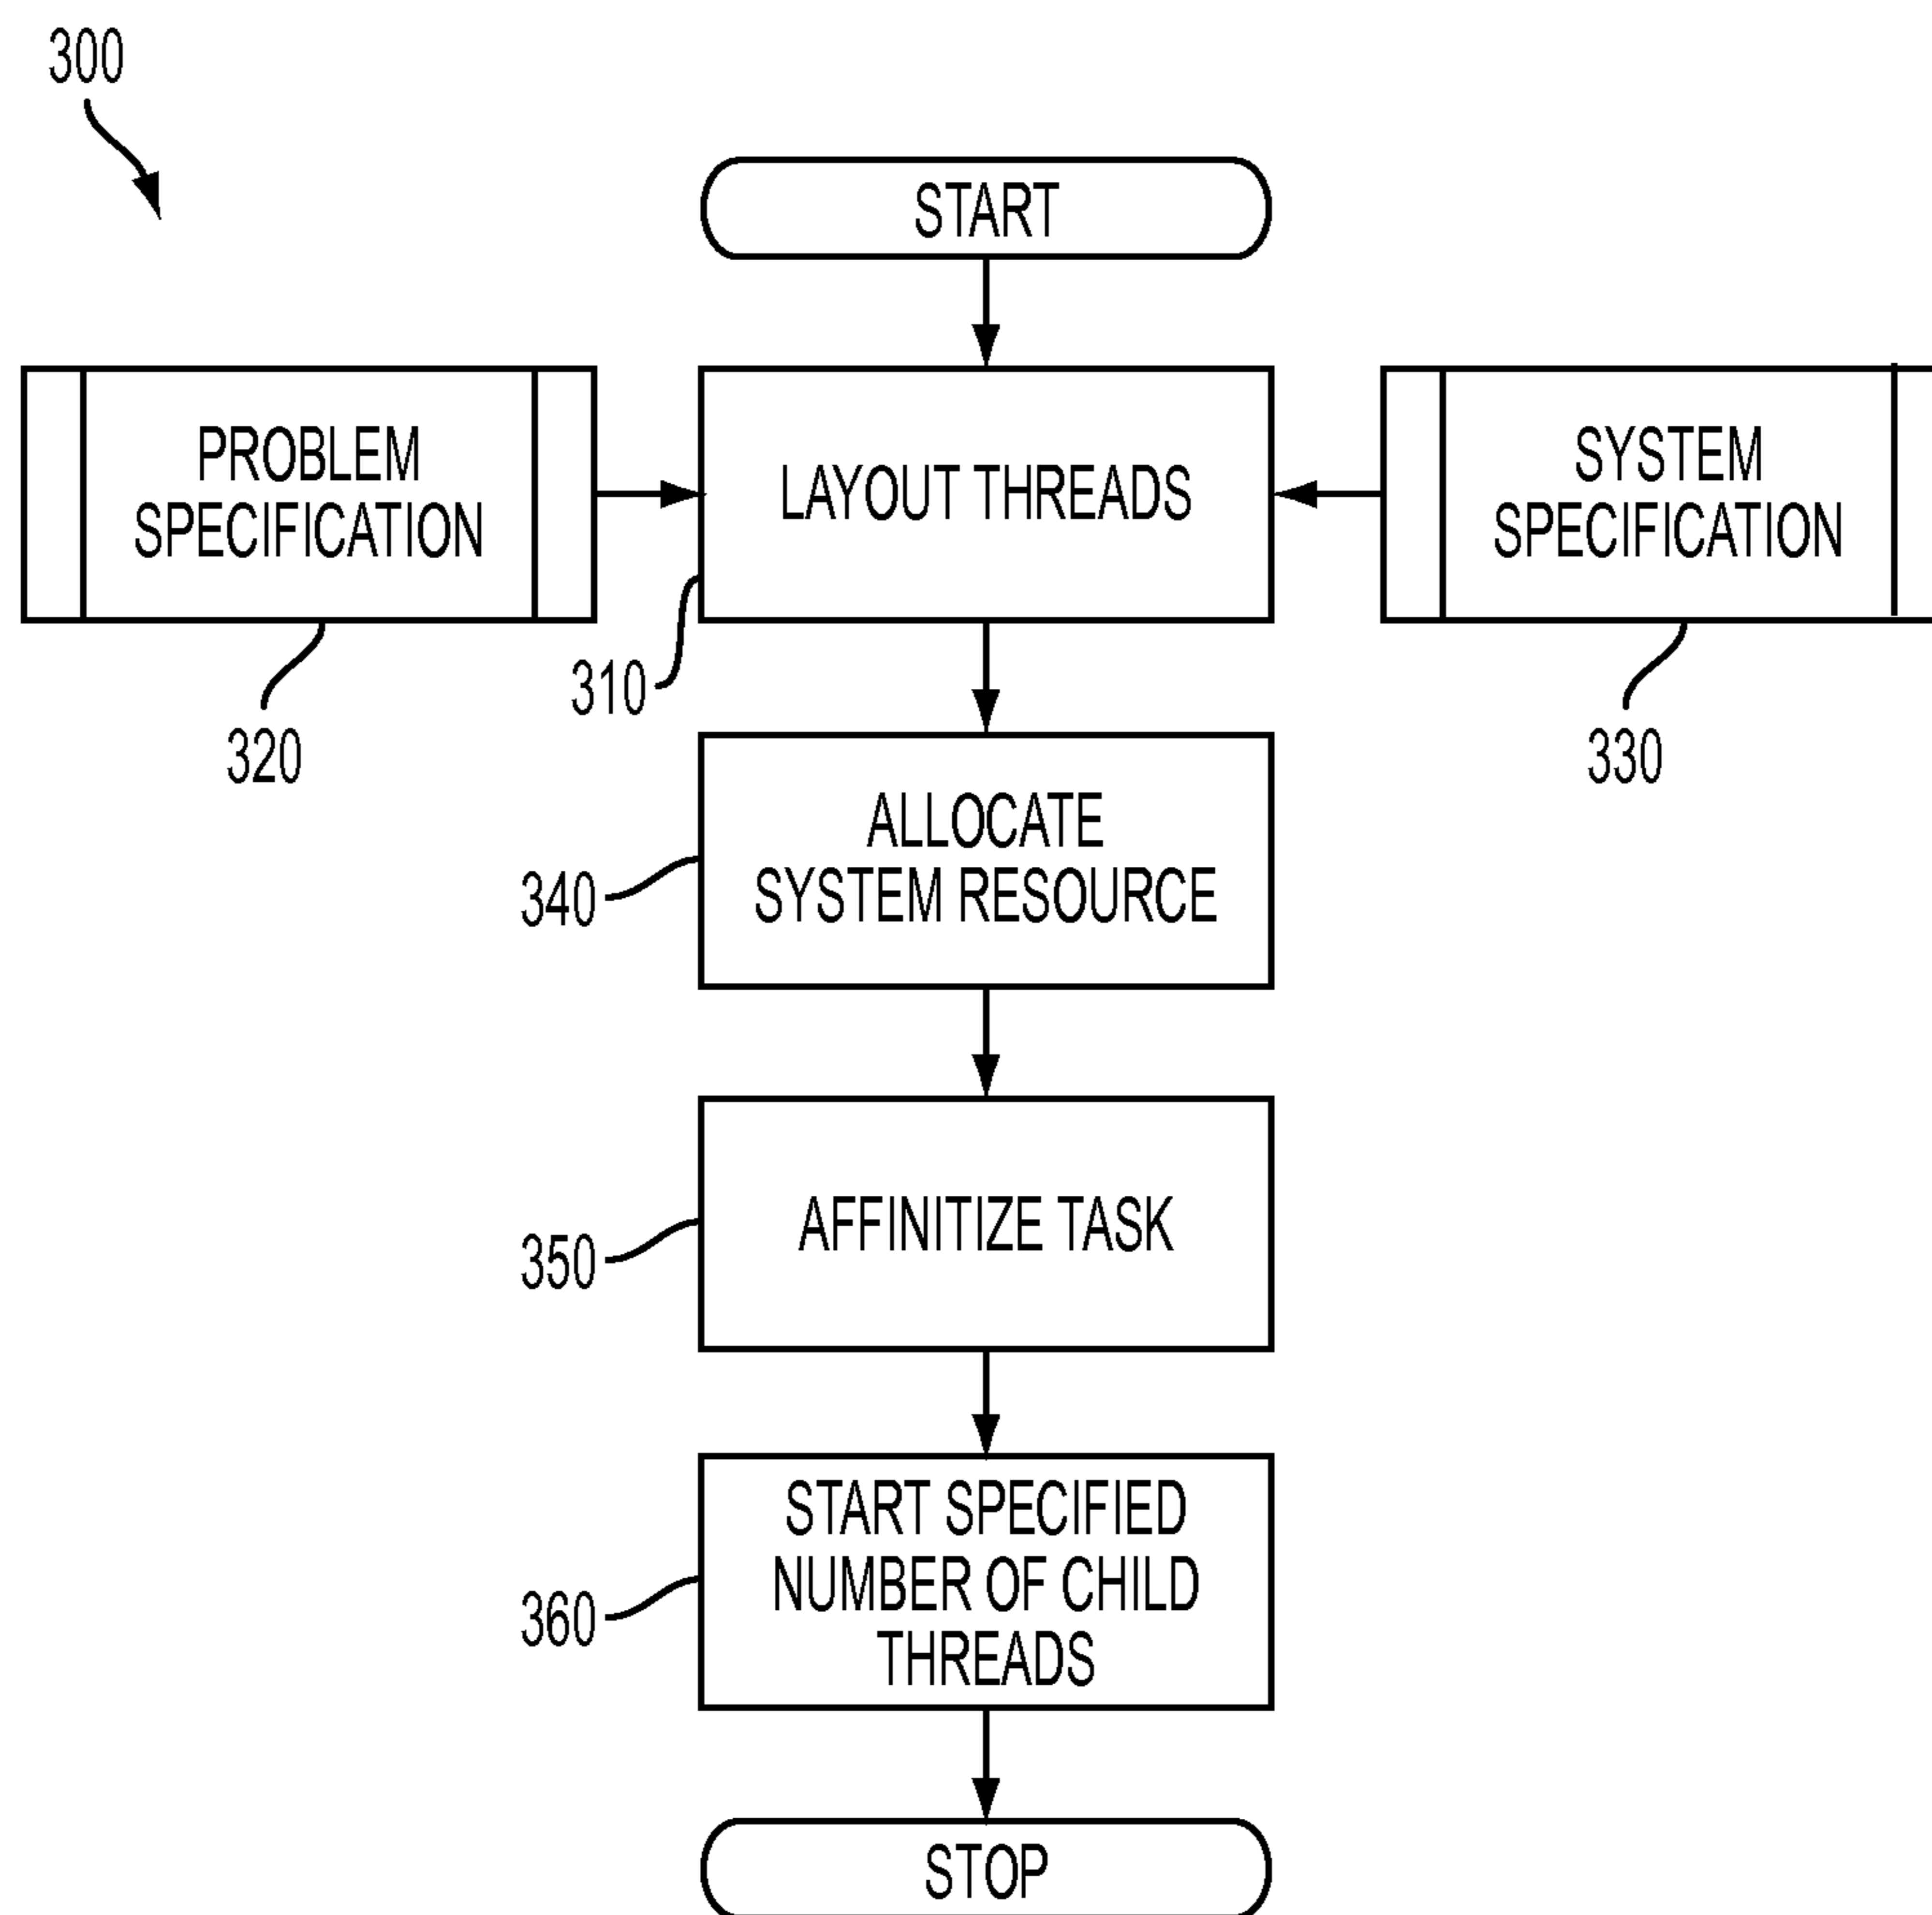 300
START
PROBLEM
SPECIFICATION
LAYOUT THREADS
SYSTEM
SPECIFICATION
310
320
330
ALLOCATE
SYSTEM RESOURCE
340
AFFINITIZE TASK
350
START SPECIFIED
NUMBER OF CHILD
THREADS
360
STOP